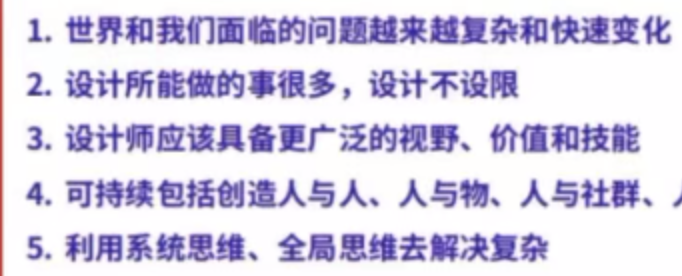 1. 世界和我们面临的问题越来越复杂和快速变化
2. 设计所能做的事很多，设计不设限
3. 设计师应该具备更广泛的视野、价值和技能
4. 可持续包括创造人与人、人与物、人与社群、
5. 利用系统思维、全局思维去解决复杂